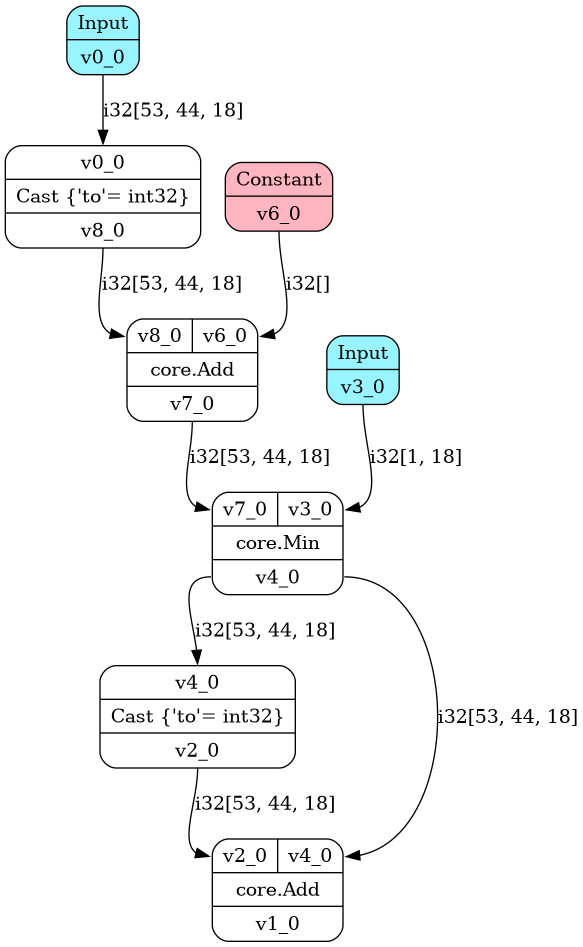 Input
v0_0
i32[53, 44, 18]
v0_0
Cast {'to'= int32}
v8_0
Constant
v6_0
i32[53, 44, 18]
i32[]
v8_0 v6_0
core.Add
v7_0
Input
v3_0
i32[53, 44, 18]
i32[1, 18]
v7_0 v3_0
core.Min
v4_0
i32[53, 44, 18]
v4_0
Cast {'to'= int32}
v2_0
i32[53, 44, 18]
i32[53, 44, 18]
v2_0 v4_0
core.Add
v1_0